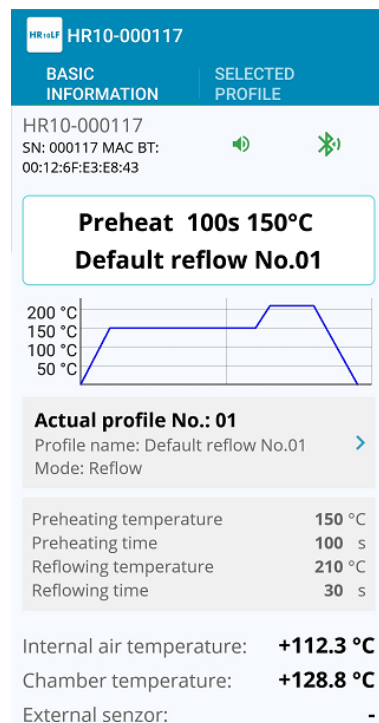 HR10LF HR10-000117
BASIC INFORMATION
SELECTED PROFILE
HR10-000117
SN: 000117 MAC BT:
00:12:6F:E3:E8:43
Preheat 100s 150°C
Default reflow No.01
200 °C
150 °C
100 °C
50 °C
Actual profile No.: 01
Profile name: Default reflow No.01
Mode: Reflow
Preheating temperature 150 °C
Preheating time 100 s
Reflowing temperature 210 °C
Reflowing time 30 s
Internal air temperature: +112.3 °C
Chamber temperature: +128.8 °C
External senzor: -